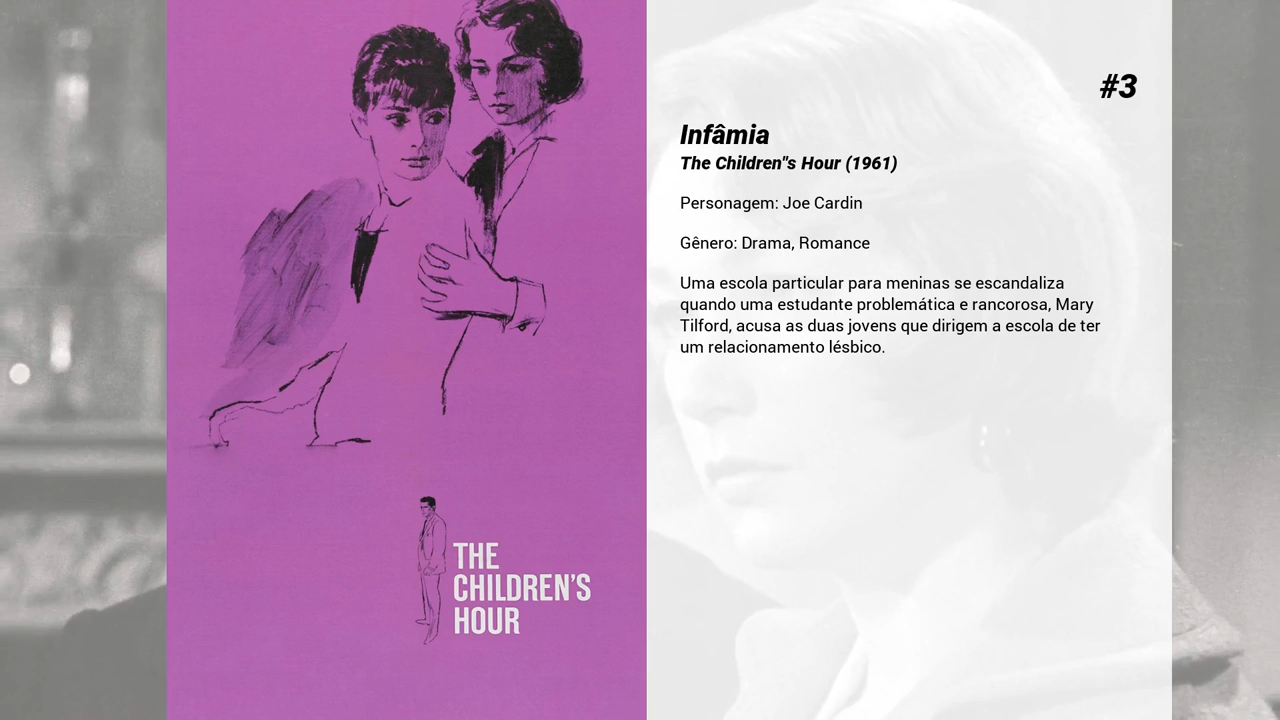 THE
CHILDREN'S
HOUR
#3
Infâmia
The Children"s Hour (1961)
Personagem: Joe Cardin
Gênero: Drama, Romance
Uma escola particular para meninas se escandaliza
quando uma estudante problemática e rancorosa, Mary
Tilford, acusa as duas jovens que dirigem a escola de ter
um relacionamento lésbico.